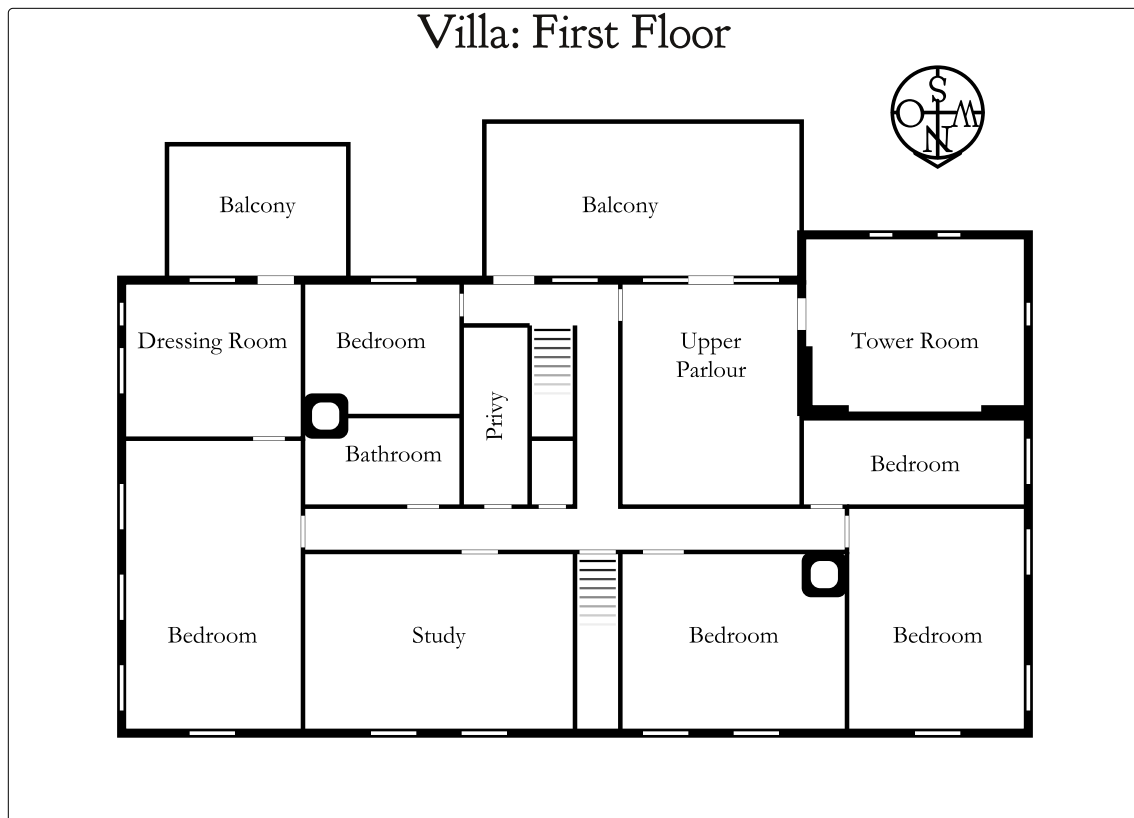 Villa: First Floor
S
O W
N
Balcony
Balcony
Dressing Room
Bedroom
Upper
Parlour
Tower Room
Privy
Bathroom
Bedroom
Bedroom
Study
Bedroom
Bedroom